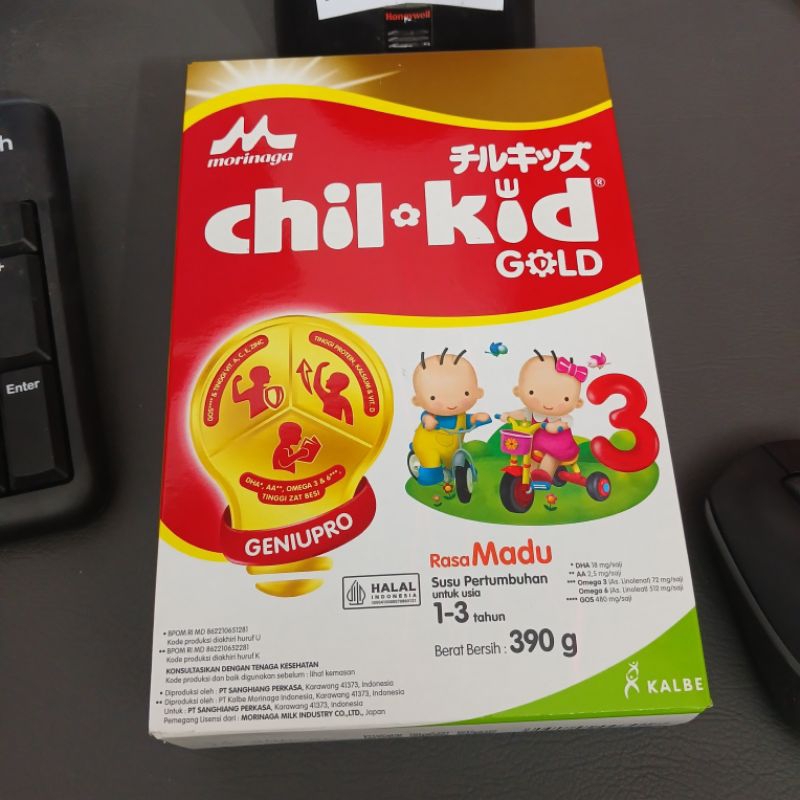 Honeywell
h
Enter
morinaga
チルキッズ
chil kid®
GOLD
GOS**** & TINGGI VIT. A, C, E, ZINC
TINGGI PROTEIN, KALSIUM & VIT. D
DHA*, AA**, OMEGA 3 & 6***,
TINGGI ZAT BESI
GENIUPRO
3
Rasa Madu
Susu Pertumbuhan
untuk usia
1-3 tahun
Berat Bersih : 390 g
* DHA 18 mg/saji
** AA 2,5 mg/saji
*** Omega 3 (As. Linolenat) 72 mg/saji
Omega 6 (As. Linoleat) 510 mg/saji
**** GOS 480 mg/saji
HALAL
INDONESIA
• BPOM RI MD 862210651281
Kode produksi diakhiri huruf U
•• BPOM RI MD 862210652281
Kode produksi diakhiri huruf K
KONSULTASIKAN DENGAN TENAGA KESEHATAN
Kode produksi dan baik digunakan sebelum : lihat kemasan
• Diproduksi oleh : PT SANGHIANG PERKASA, Karawang 41373, Indonesia
•• Diproduksi oleh : PT Kalbe Morinaga Indonesia, Karawang 41373, Indonesia
Untuk : PT SANGHIANG PERKASA, Karawang 41373, Indonesia
Pemegang Lisensi dari : MORINAGA MILK INDUSTRY CO.,LTD., Japan
KALBE